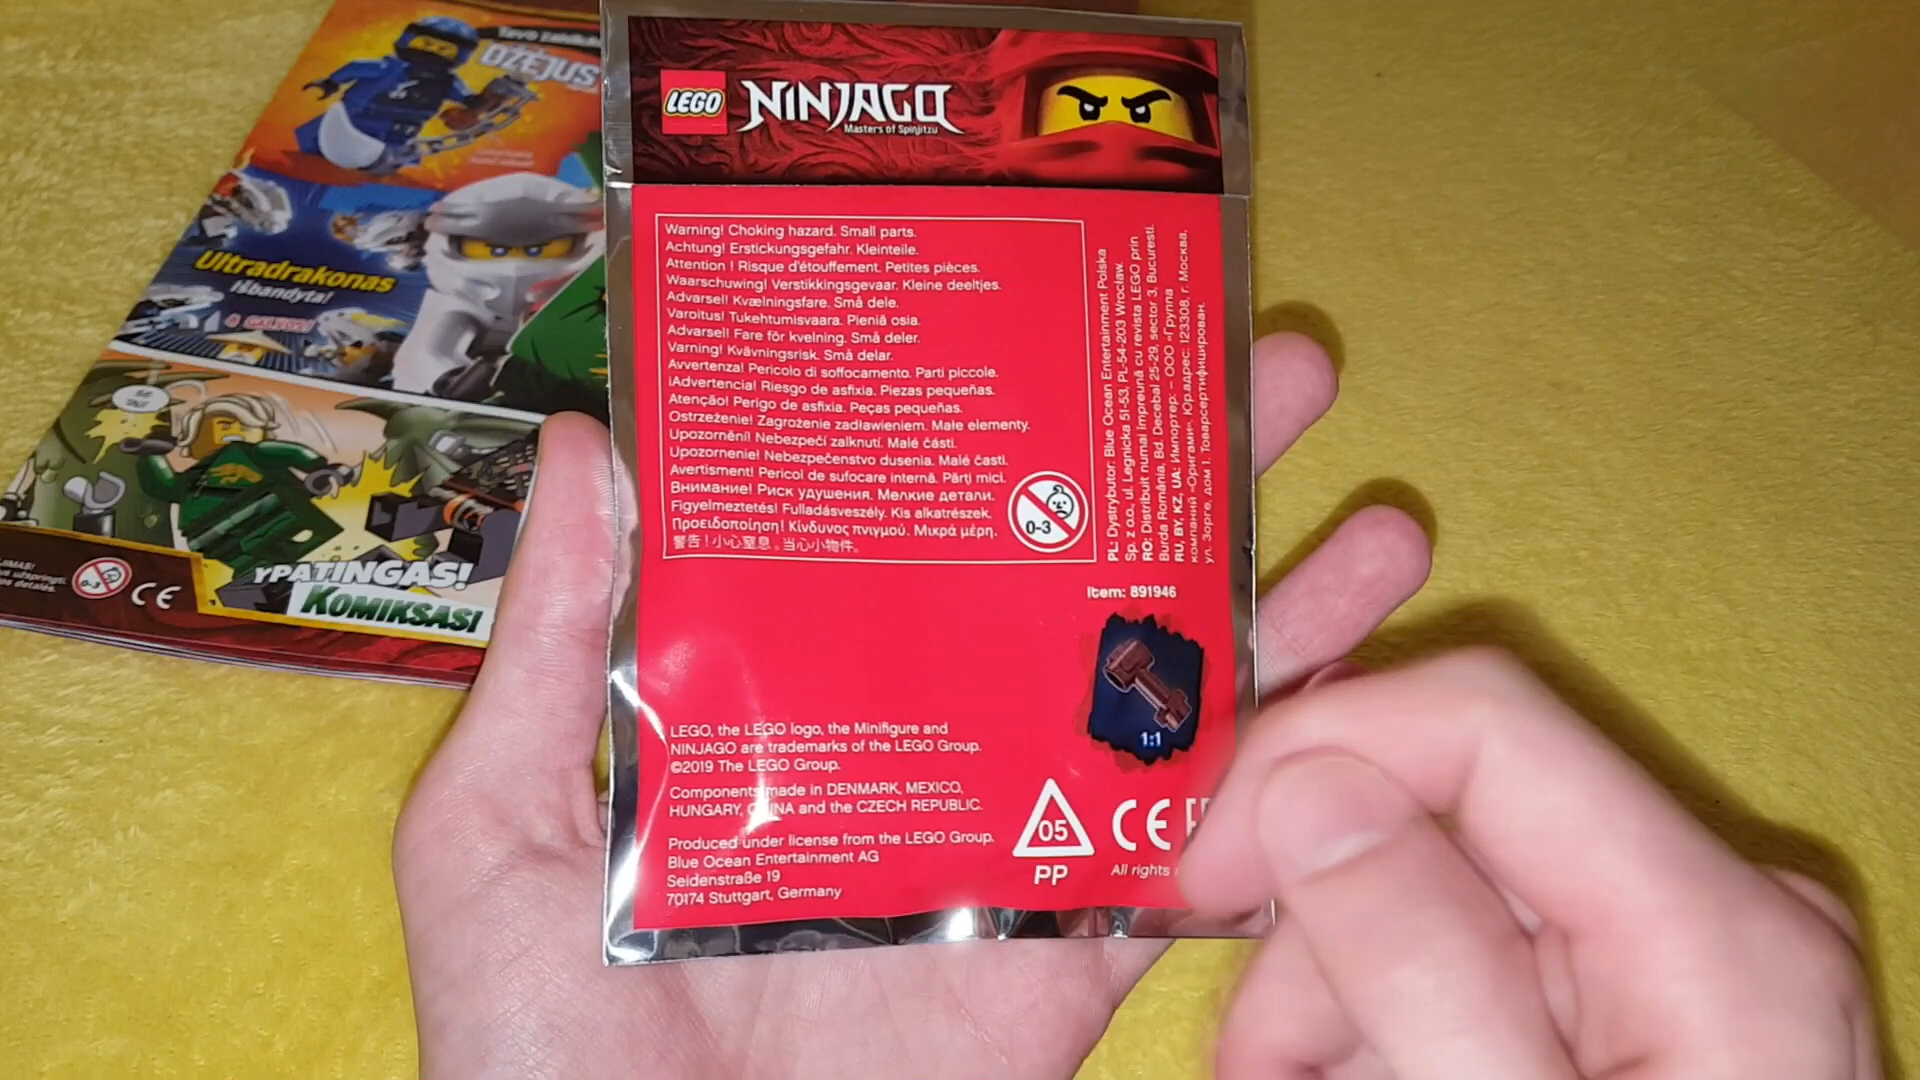 LEGO NINJAGO
Masters of Spinjitzu
Warning! Choking hazard. Small parts.
Achtung! Erstickungsgefahr. Kleinteile.
Attention ! Risque d'étouffement. Petites pièces.
Waarschuwing! Verstikkingsgevaar. Kleine deeltjes.
Advarsel! Kvælningsfare. Små dele.
Varoitus! Tukehtumisvaara. Pieniä osia.
Advarsel! Fare for kvelning. Små deler.
Varning! Kvävningsrisk. Små delar.
Avvertenza! Pericolo di soffocamento. Parti piccole.
¡Advertencia! Riesgo de asfixia. Piezas pequeñas.
Atenção! Perigo de asfixia. Peças pequeñas.
Ostrzeżenie! Zagrożenie zadławieniem. Małe elementy.
Upozornění! Nebezpečí zalknutí. Malé části.
Upozornenie! Nebezpečenstvo dusenia. Malé časti.
Avertisment! Pericol de sufocare internă. Părţi mici.
Внимание! Риск удушения. Мелкие детали.
Figyelmeztetés! Fulladásveszély. Kis alkatrészek.
Προειδοποίηση! Κίνδυνος πνιγμού. Μικρά μέρη.
警告！小心窒息。当心小物件。
0-3
PL: Dystrybutor: Blue Ocean Entertainment Polska
Sp. z o.o., ul. Legnicka 51-53, PL-54-203 Wrocław.
RO: Distribuit numai împreună cu revista LEGO prin
Burda România, Bd. Decebal 25-29, sector 3, Bucuresti.
RU, BY, KZ, UA: Импортер: – ООО «Группа
компаний «Оригами». Юр.адрес: 123308, г. Москва,
ул. Зорге, дом 1. Товарсертифицирован.
Item: 891946
1:1
LEGO, the LEGO logo, the Minifigure and
NINJAGO are trademarks of the LEGO Group.
©2019 The LEGO Group.
Components made in DENMARK, MEXICO,
HUNGARY, CHINA and the CZECH REPUBLIC.
Produced under license from the LEGO Group.
Blue Ocean Entertainment AG
Seidenstraße 19
70174 Stuttgart, Germany
05
PP
CE
All rights
DŽĖJUS
Ultradrakonas
Išbandyta!
4 GALVOS!
YPATINGAS!
KOMIKSASI
0-3
CE